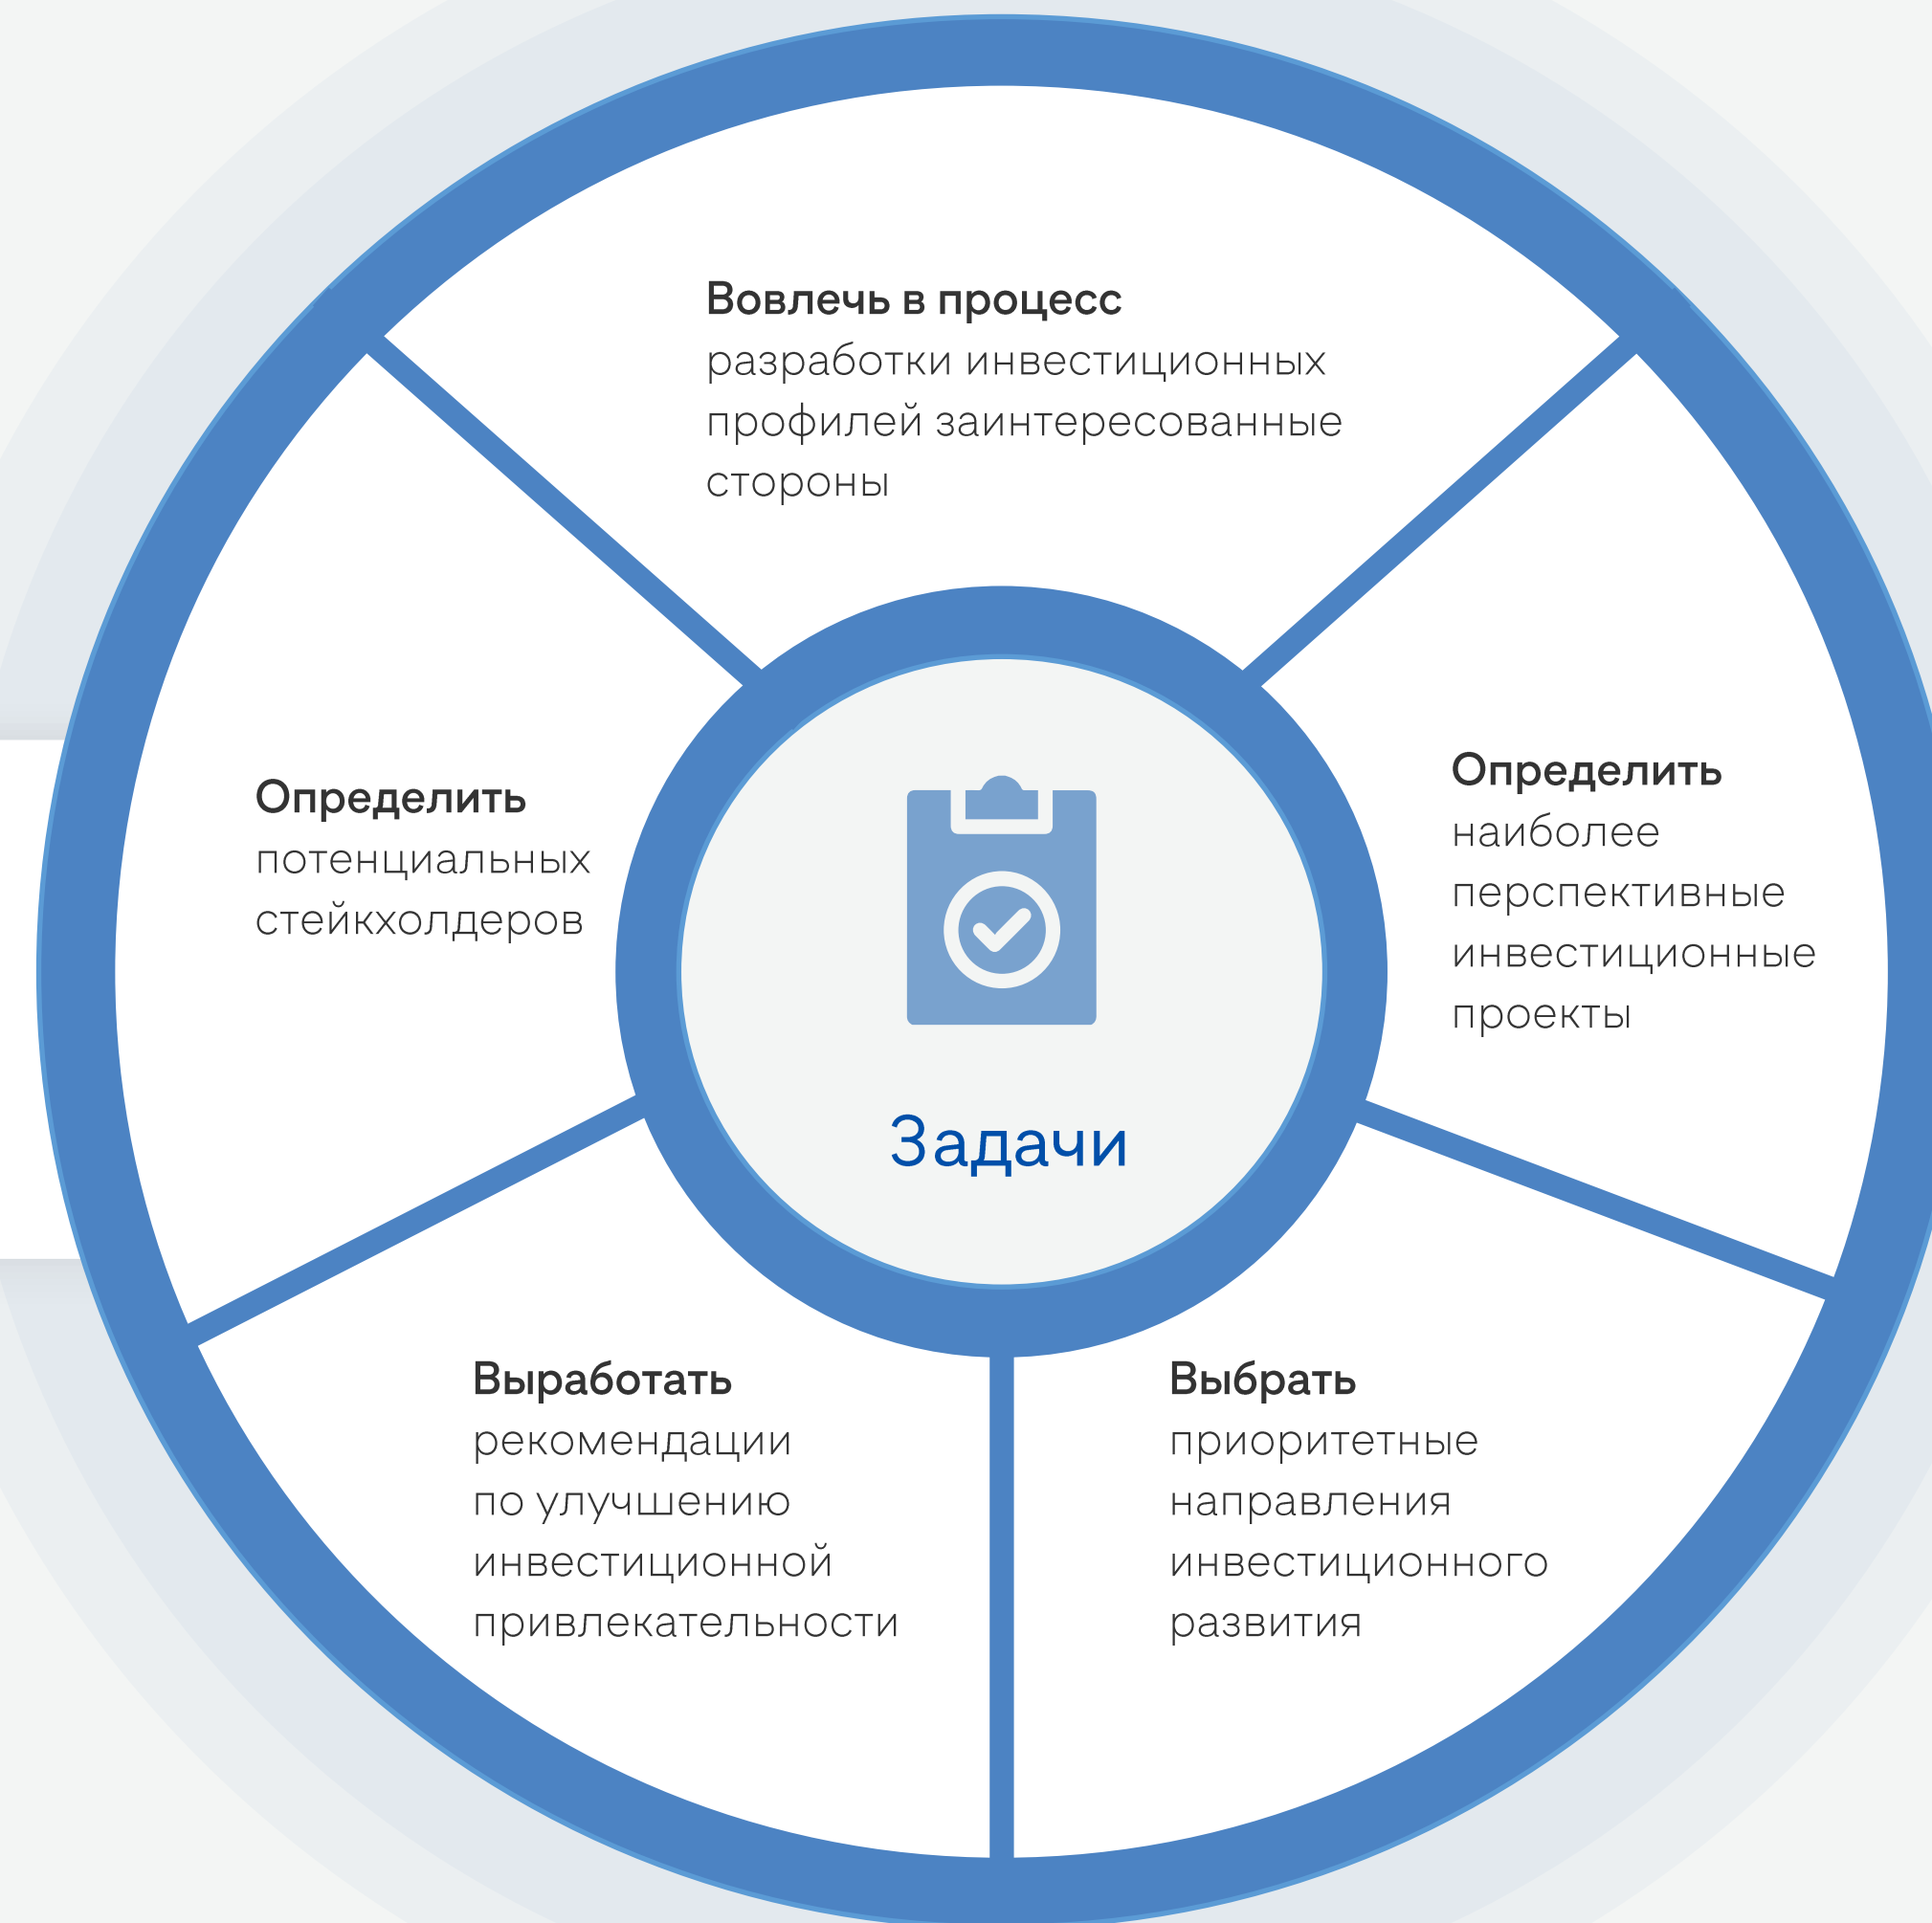 Вовлечь в процесс
разработки инвестиционных
профилей заинтересованные
стороны
Определить
наиболее
перспективные
инвестиционные
проекты
Определить
потенциальных
стейкхолдеров
Задачи
Выработать
рекомендации
по улучшению
инвестиционной
привлекательности
Выбрать
приоритетные
направления
инвестиционного
развития